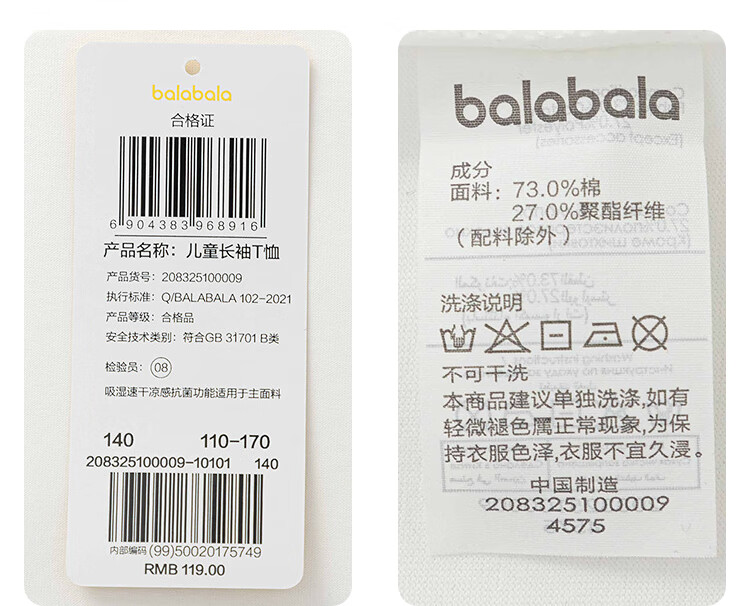 balabala
合格证
6 904383 968916
产品名称：儿童长袖T恤
产品货号：208325100009
执行标准：Q/BALABALA 102-2021
产品等级：合格品
安全技术类别：符合GB 31701 B类
检验员：08
吸湿速干凉感抗菌功能适用于主面料
140 110-170
208325100009-10101 140
内部编码 (99)50020175749
RMB 119.00
balabala
成分
面料：73.0%棉
27.0%聚酯纤维
（配料除外）
洗涤说明
不可干洗
本商品建议单独洗涤,如有
轻微褪色属正常现象,为保
持衣服色泽,衣服不宜久浸。
中国制造
208325100009
4575